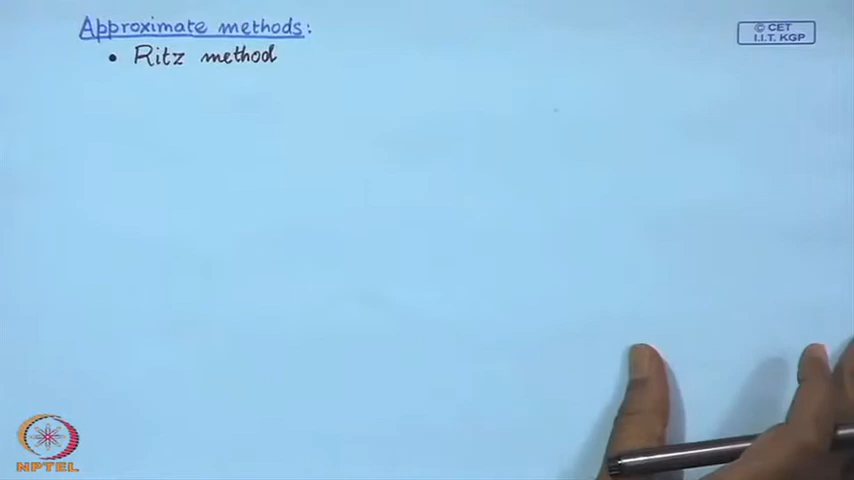 Approximate methods:
• Ritz method
© CET
I.I.T. KGP
NPTEL